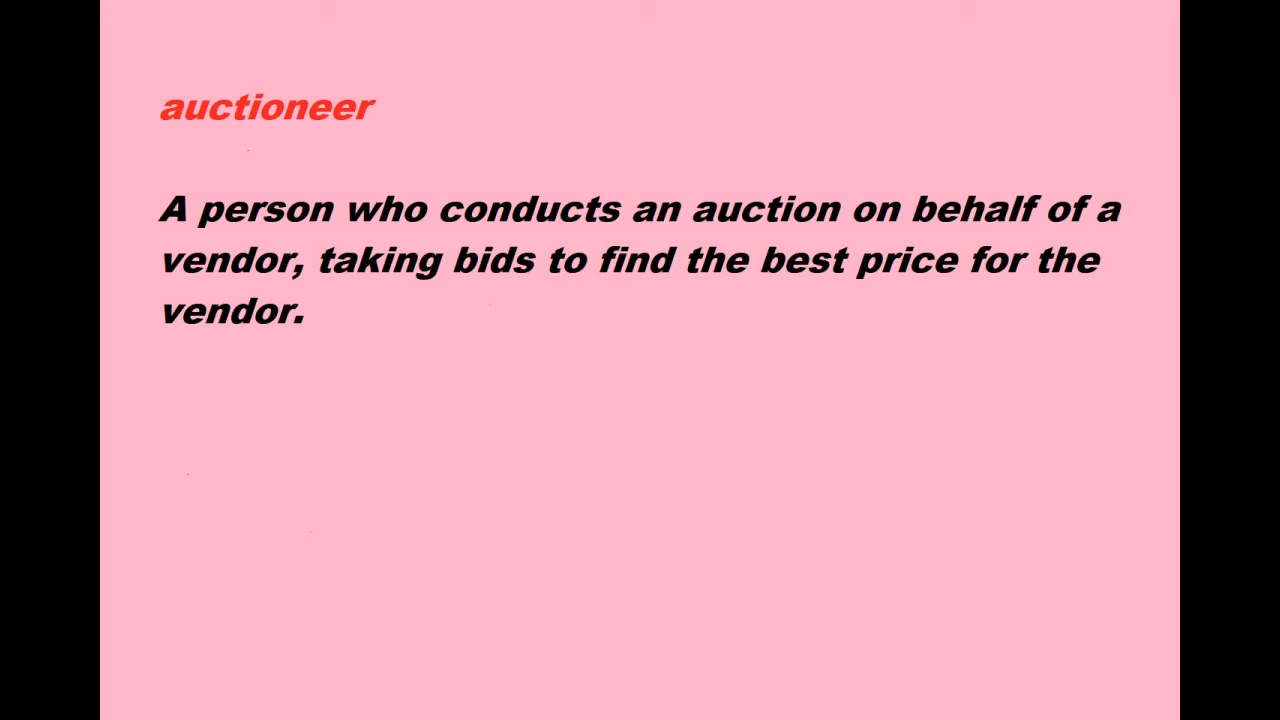 auctioneer
A person who conducts an auction on behalf of a
vendor, taking bids to find the best price for the
vendor.